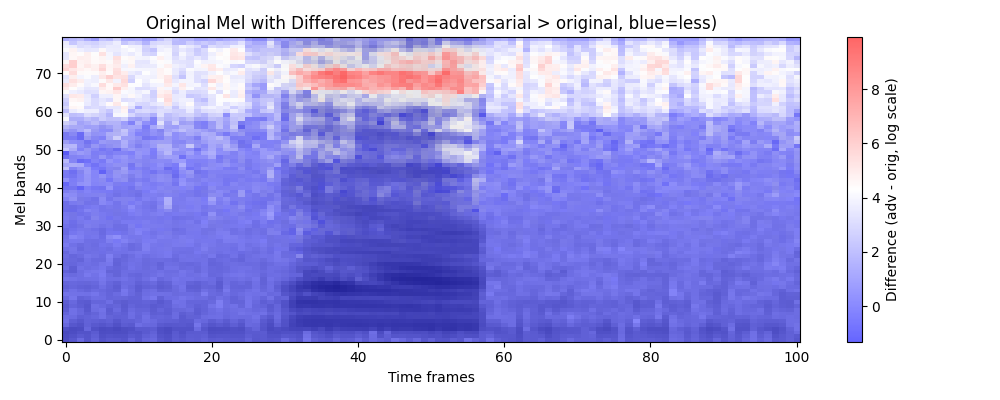 Original Mel with Differences (red=adversarial > original, blue=less)
70
60
50
40
30
20
10
0
Mel bands
0 20 40 60 80 100
Time frames
8
6
4
2
0
Difference (adv - orig, log scale)